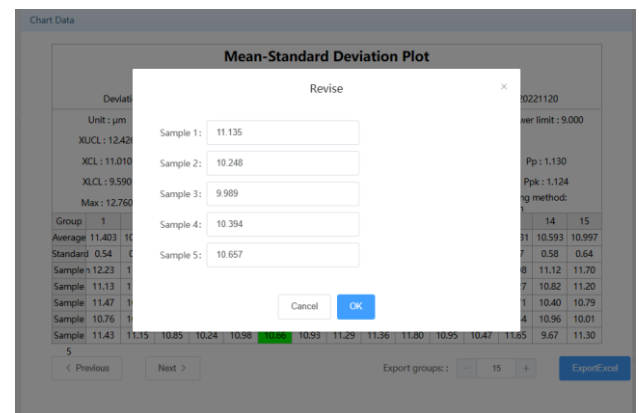 Chart Data
Mean-Standard Deviation Plot
Revise
Deviati 20221120
Unit : μm wer limit : 9.000
XUCL : 12.426
XCL : 11.010 Pp : 1.130
XLCL : 9.590 Ppk : 1.124
Max : 12.760 ng method:
Sample 1: 11.135
Sample 2: 10.248
Sample 3: 9.989
Sample 4: 10.394
Sample 5: 10.657
Cancel OK
Group 1 14 15
Average 11.403 10 31 10.593 10.997
Standard 0.54 0.58 0.64
Sample 12.23 11.12 11.70
Sample 11.13 10.82 11.20
Sample 11.47 10.40 10.79
Sample 10.76 10.96 10.01
Sample 11.43 11.15 10.85 10.24 10.98 10.66 10.93 11.29 11.36 11.80 10.95 10.47 11.65 9.67 11.30
5
< Previous Next > Export groups: : - 15 + ExportExcel